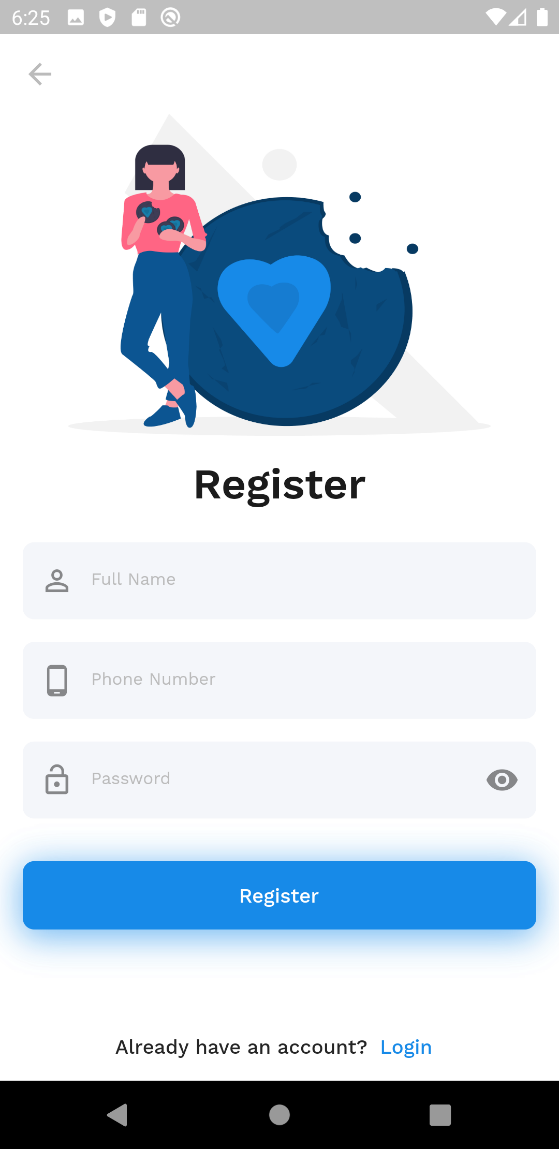 6:25
Register
Full Name
Phone Number
Password
Register
Already have an account? Login